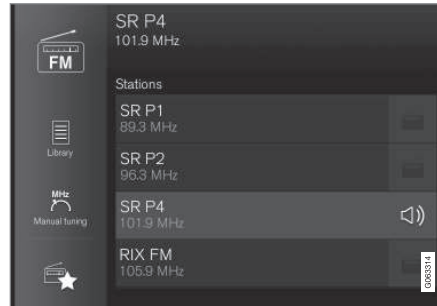 FM
Library
MHz
Manual tuning
SR P4
101.9 MHz
Stations
SR P1
89.3 MHz
SR P2
96.3 MHz
SR P4
101.9 MHz
RIX FM
105.9 MHz
G063314